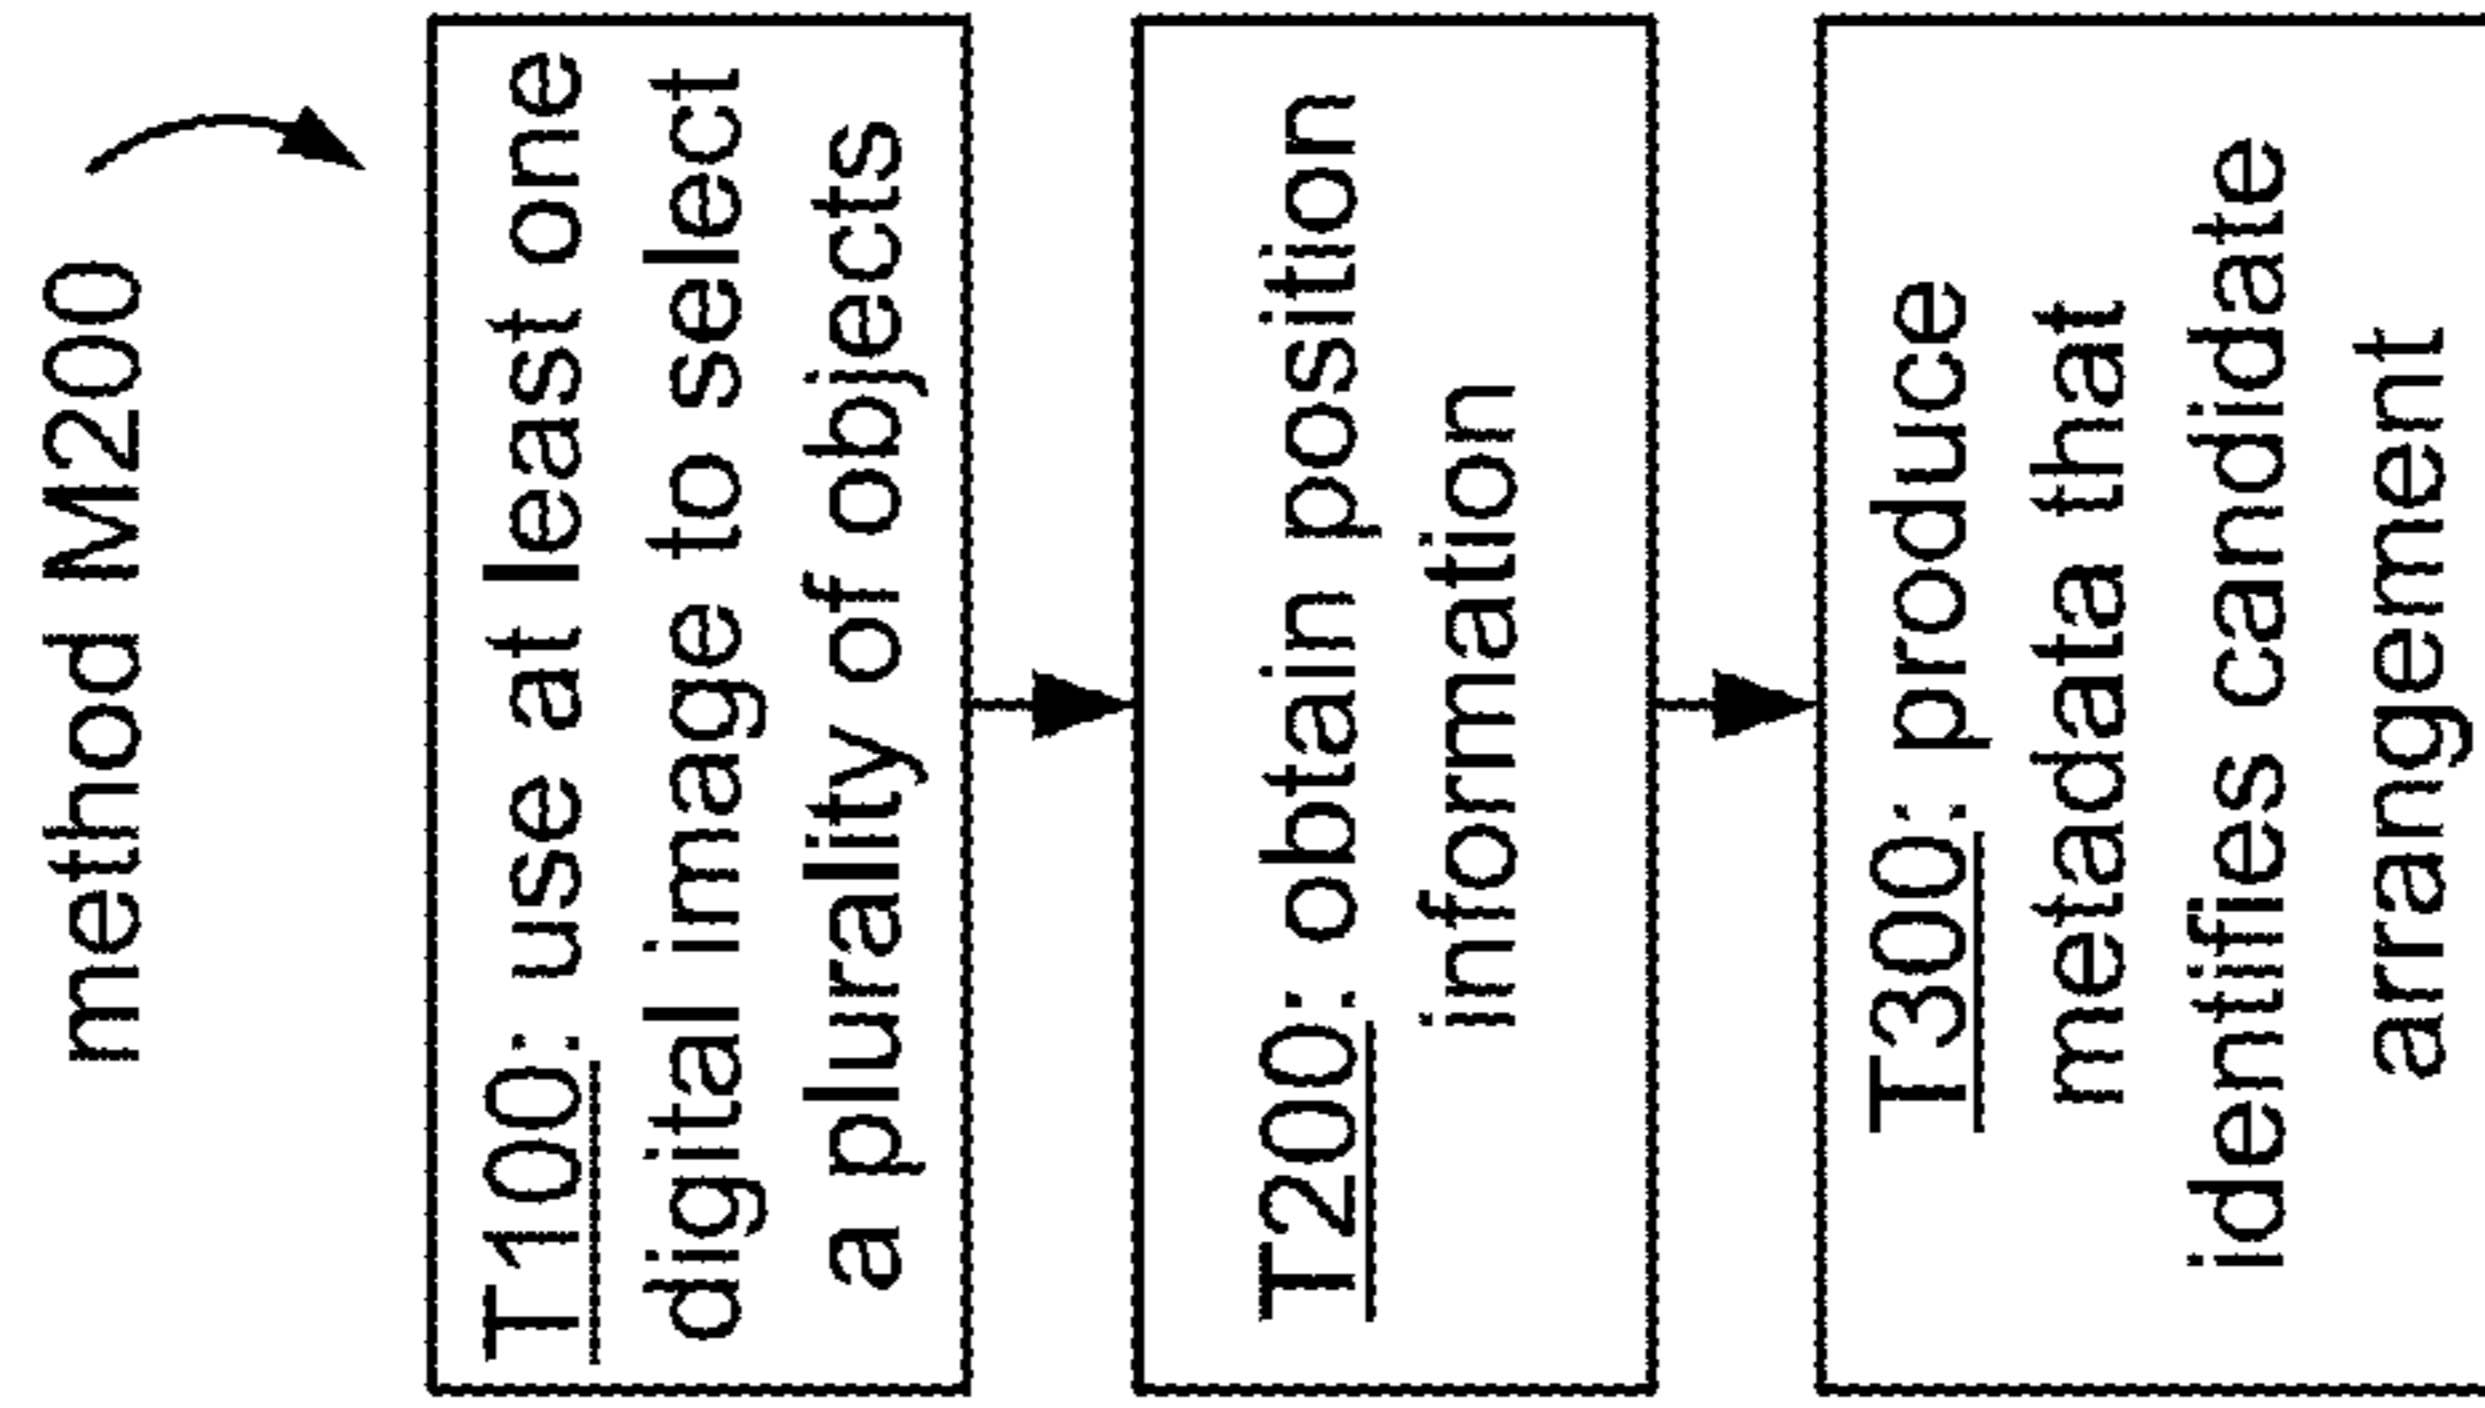 method M200
T100: use at least one
digital image to select
a plurality of objects
T200: obtain position
information
T300: produce
metadata that
identifies candidate
arrangement